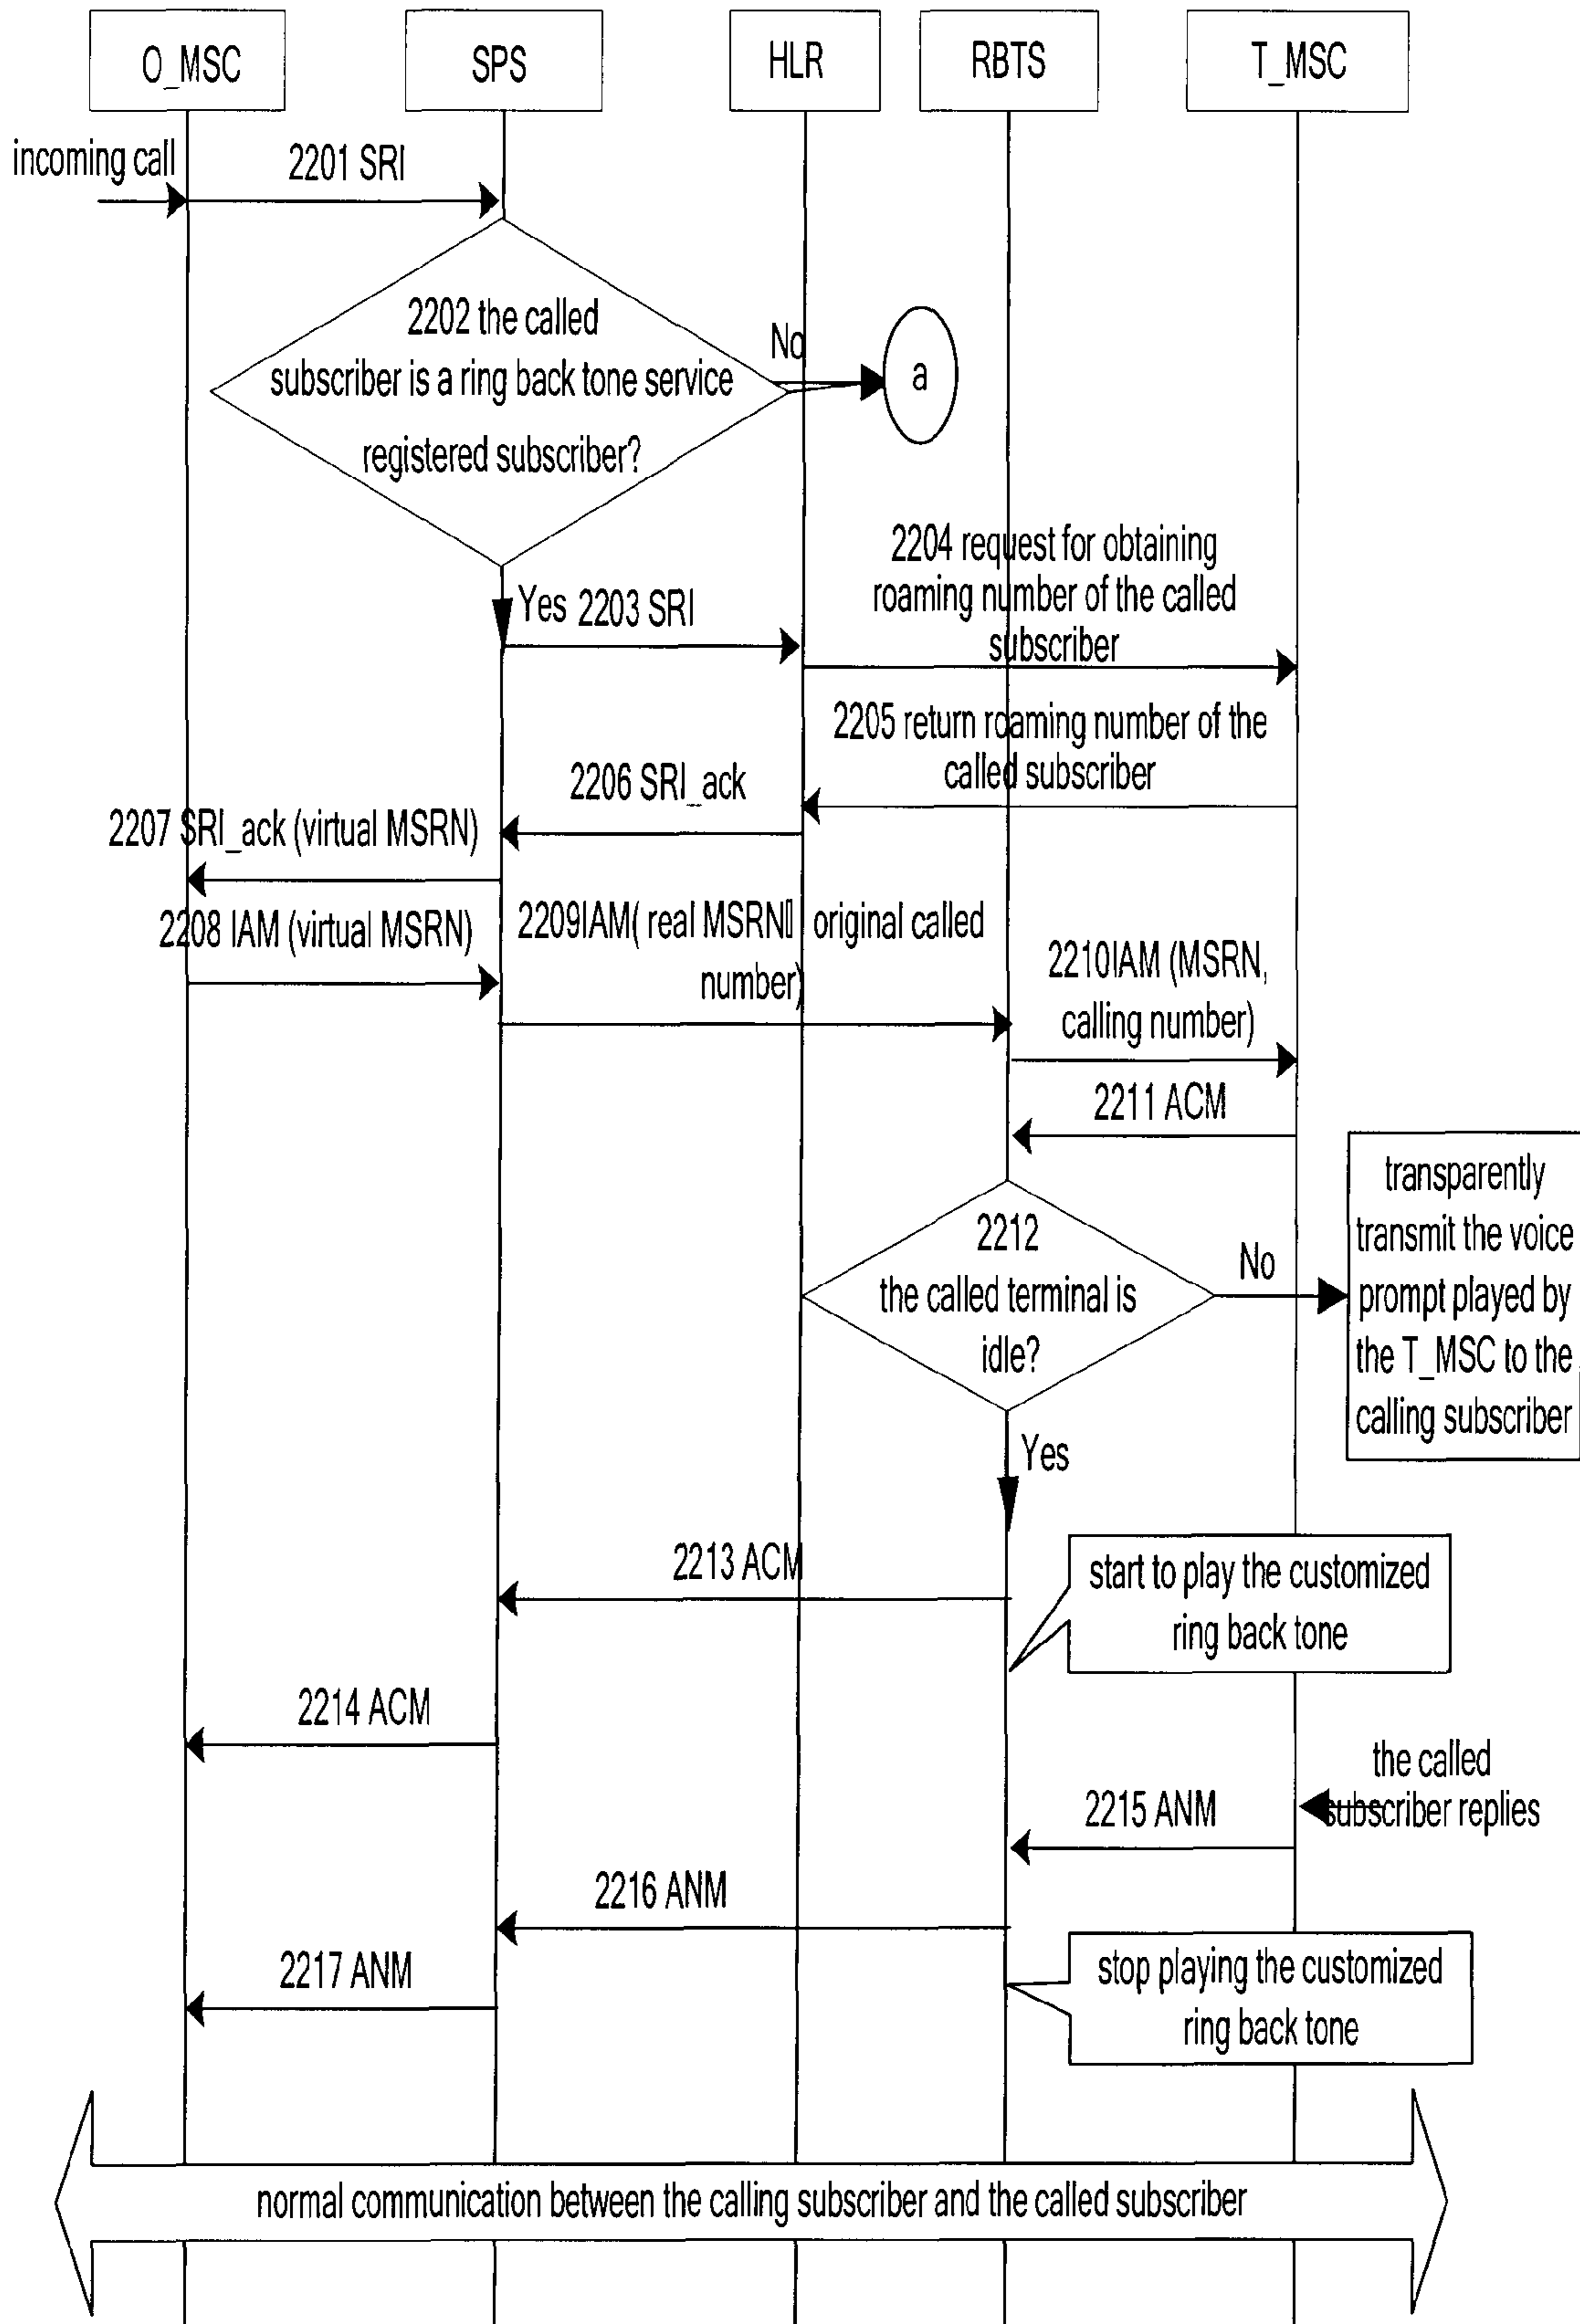 O_MSC
SPS
HLR
RBTS
T_MSC
incoming call
2201 SRI
2202 the called
subscriber is a ring back tone service
registered subscriber?
No
a
Yes
2203 SRI
2204 request for obtaining
roaming number of the called
subscriber
2205 return roaming number of the
called subscriber
2206 SRI_ack
2207 SRI_ack (virtual MSRN)
2208 IAM (virtual MSRN)
2209IAM( real MSRN▯ original called
number)
2210IAM (MSRN,
calling number)
2211 ACM
2212
the called terminal is
idle?
No
transparently
transmit the voice
prompt played by
the T_MSC to the
calling subscriber
Yes
2213 ACM
start to play the customized
ring back tone
2214 ACM
the called
subscriber replies
2215 ANM
2216 ANM
2217 ANM
stop playing the customized
ring back tone
normal communication between the calling subscriber and the called subscriber